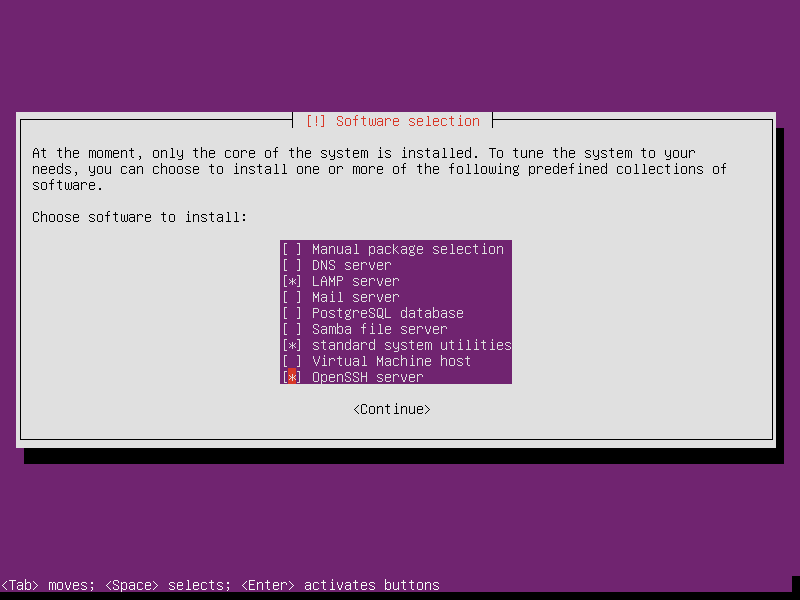 [!] Software selection
At the moment, only the core of the system is installed. To tune the system to your
needs, you can choose to install one or more of the following predefined collections of
software.
Choose software to install:
[ ] Manual package selection
[ ] DNS server
[*] LAMP server
[ ] Mail server
[ ] PostgreSQL database
[ ] Samba file server
[*] standard system utilities
[ ] Virtual Machine host
[*] OpenSSH server
<Continue>
<Tab> moves; <Space> selects; <Enter> activates buttons